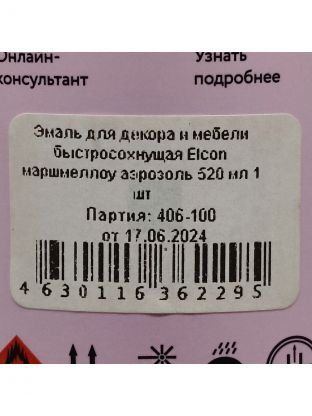 Онлайн-
консультант
Узнать
подробнее
Эмаль для декора и мебели
быстросохнущая Elcon
маршмеллоу аэрозоль 520 мл 1
шт
Партия: 406-100
от 17.06.2024
4630116362295